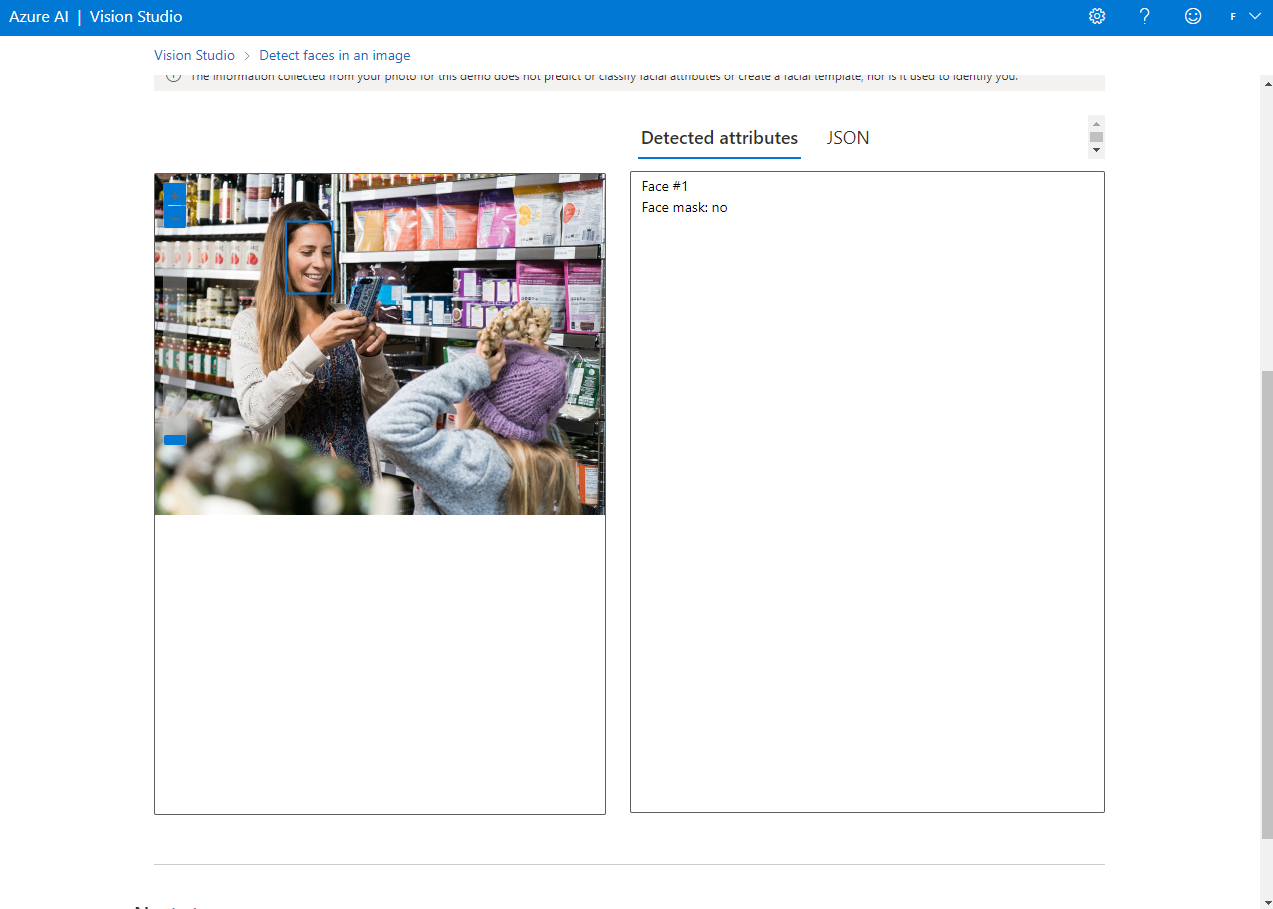 Azure AI | Vision Studio
F
Vision Studio > Detect faces in an image
The information collected from your photo for this demo does not predict or classify facial attributes or create a facial template, nor is it used to identify you.
Detected attributes JSON
Face #1
Face mask: no